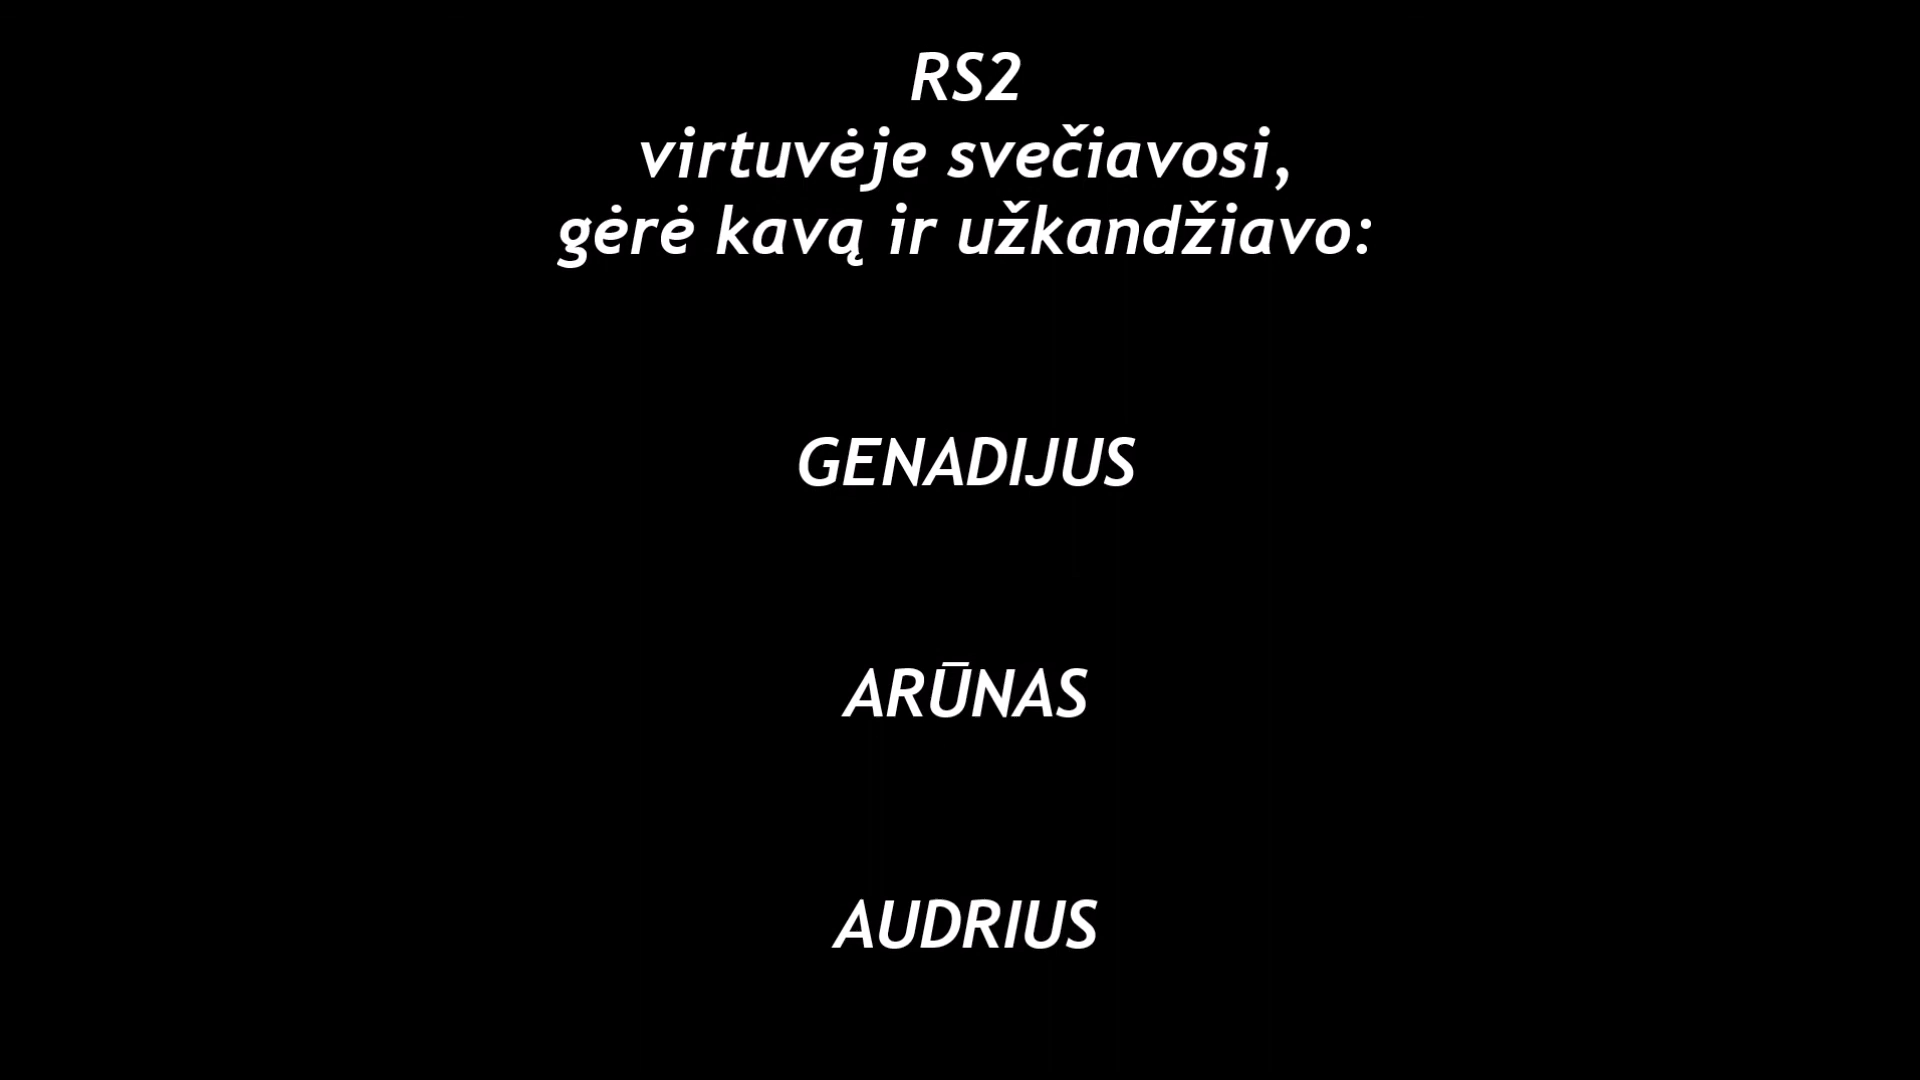 RS2
virtuvėje svečiavosi,
gėrė kavą ir užkandžiavo:
GENADIJUS
ARŪNAS
AUDRIUS